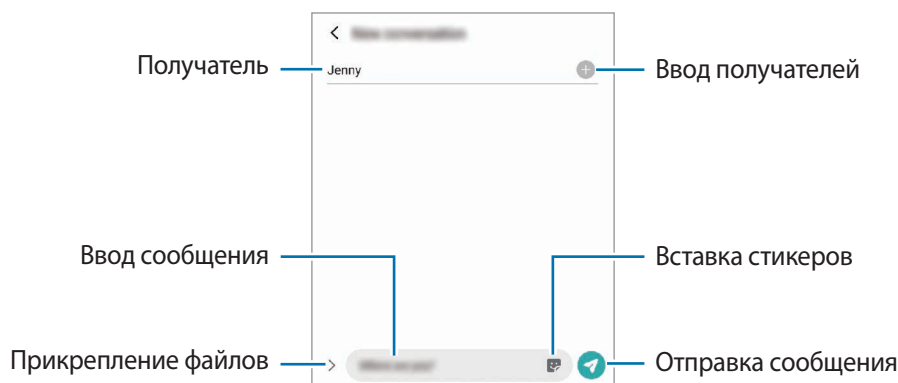 Получатель
Jenny
Ввод получателей
Ввод сообщения
Вставка стикеров
Прикрепление файлов
Отправка сообщения